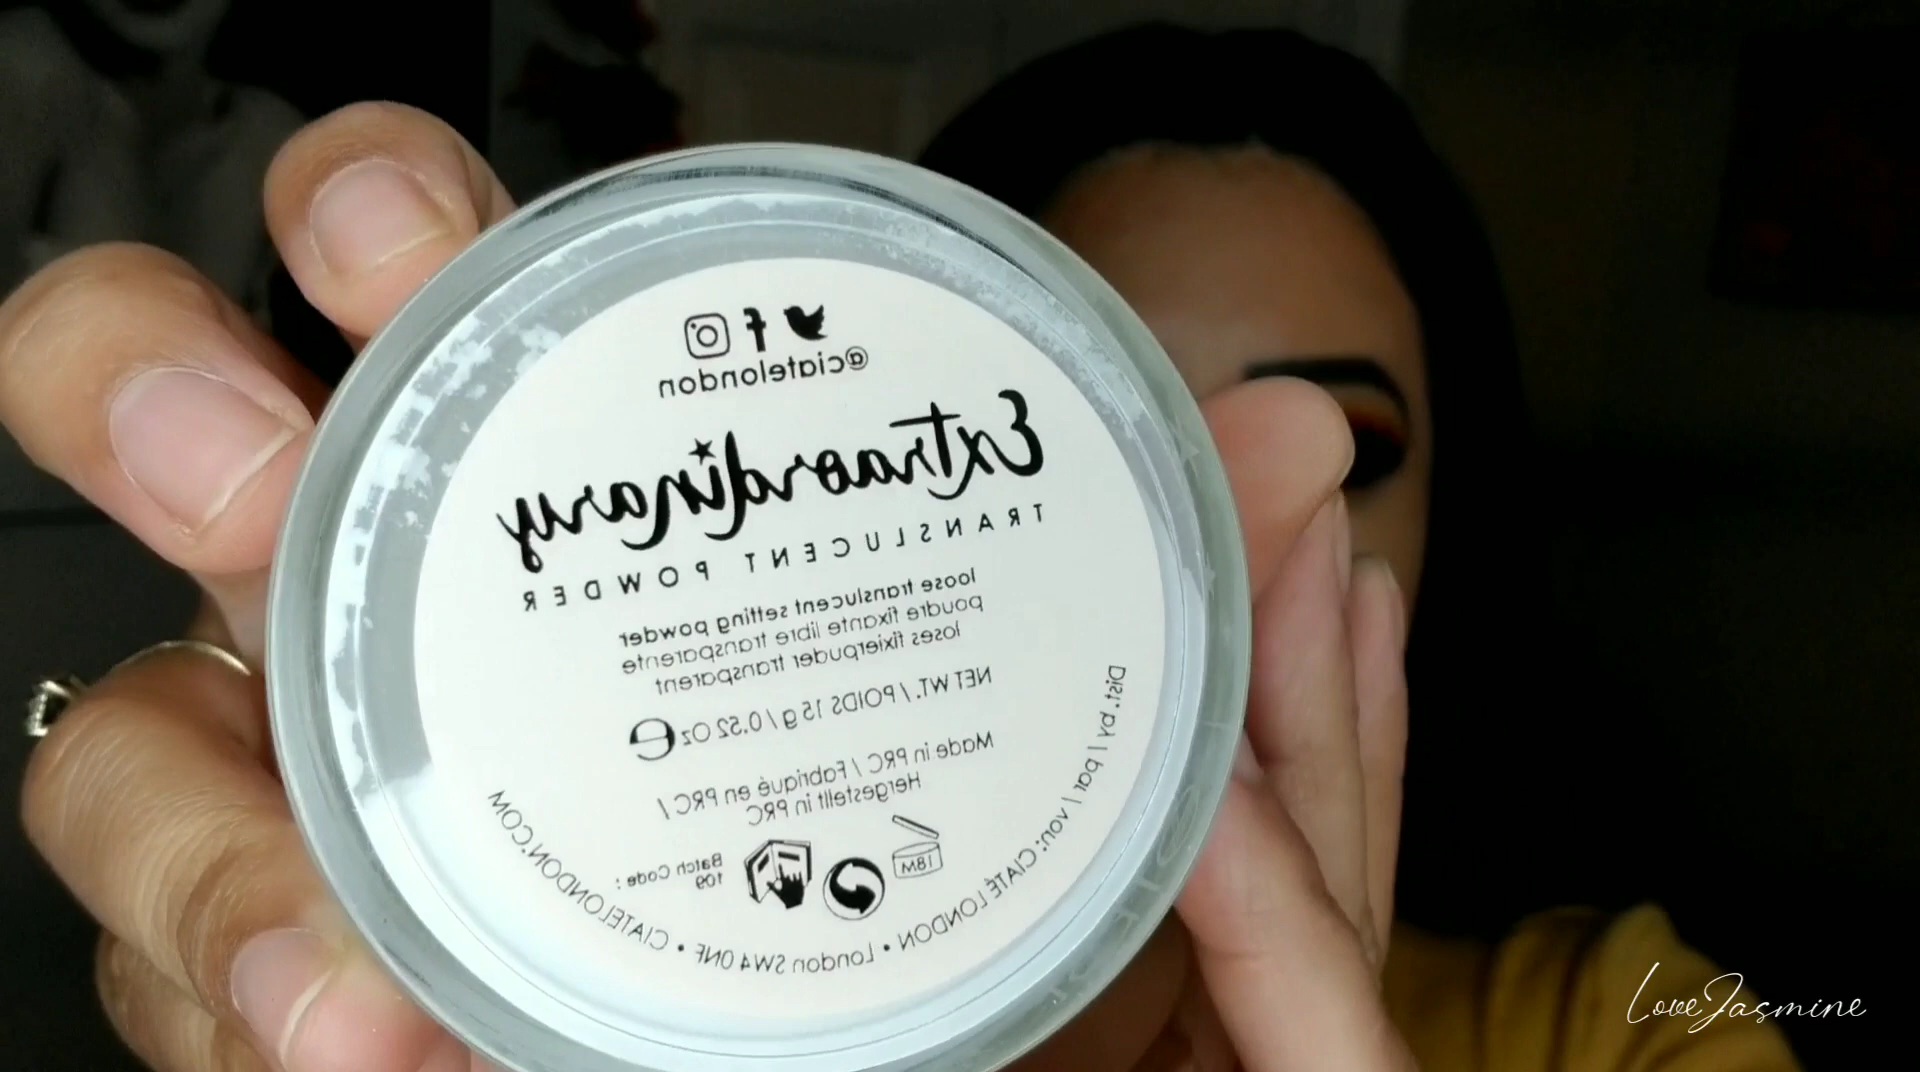 @ciatelondon
Extraordinary
TRANSLUCENT POWDER
loose translucent setting powder
poudre fixante libre transparente
loses fixierpuder transparent
NET WT. / POIDS 15 g / 0.52 Oz e
Made in PRC / Fabriqué en PRC /
Hergestellt in PRC
18M
Batch Code :
109
Dist. by / par / von: CIATÉ LONDON • London SW4 0NF • CIATELONDON.COM
LoveJasmine